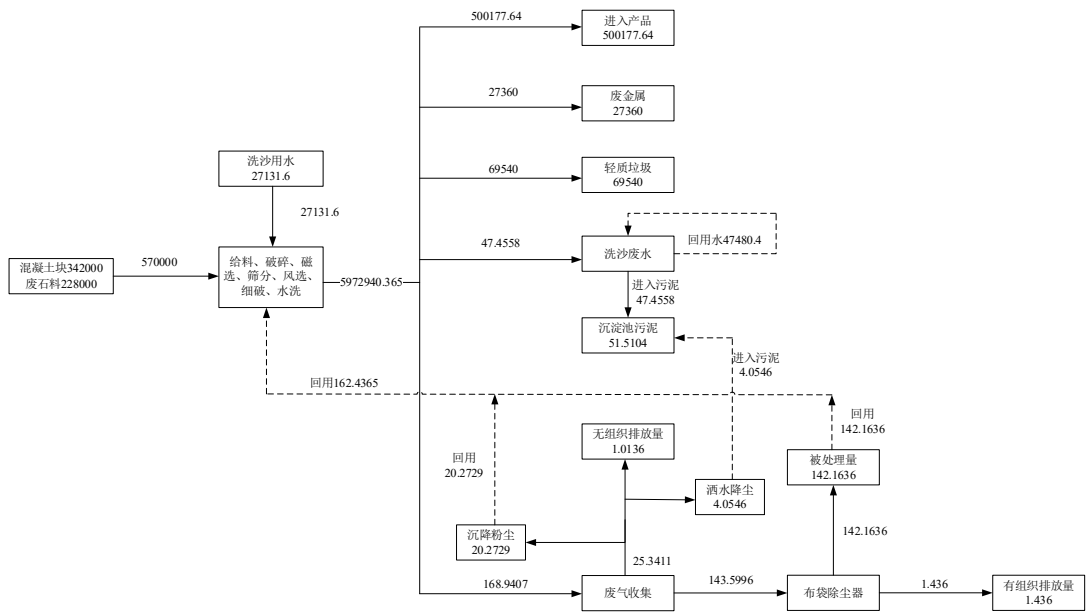 500177.64
进入产品
500177.64
27360
废金属
27360
洗沙用水
27131.6
69540
轻质垃圾
69540
27131.6
47.4558
洗沙废水
回用水47480.4
混凝土块342000
废石料228000
570000
给料、破碎、磁
选、筛分、风选、
细破、水洗
5972940.365
进入污泥
47.4558
沉淀池污泥
51.5104
进入污泥
4.0546
回用162.4365
回用
142.1636
无组织排放量
1.0136
回用
20.2729
被处理量
142.1636
洒水降尘
4.0546
沉降粉尘
20.2729
142.1636
25.3411
168.9407
废气收集
143.5996
布袋除尘器
1.436
有组织排放量
1.436